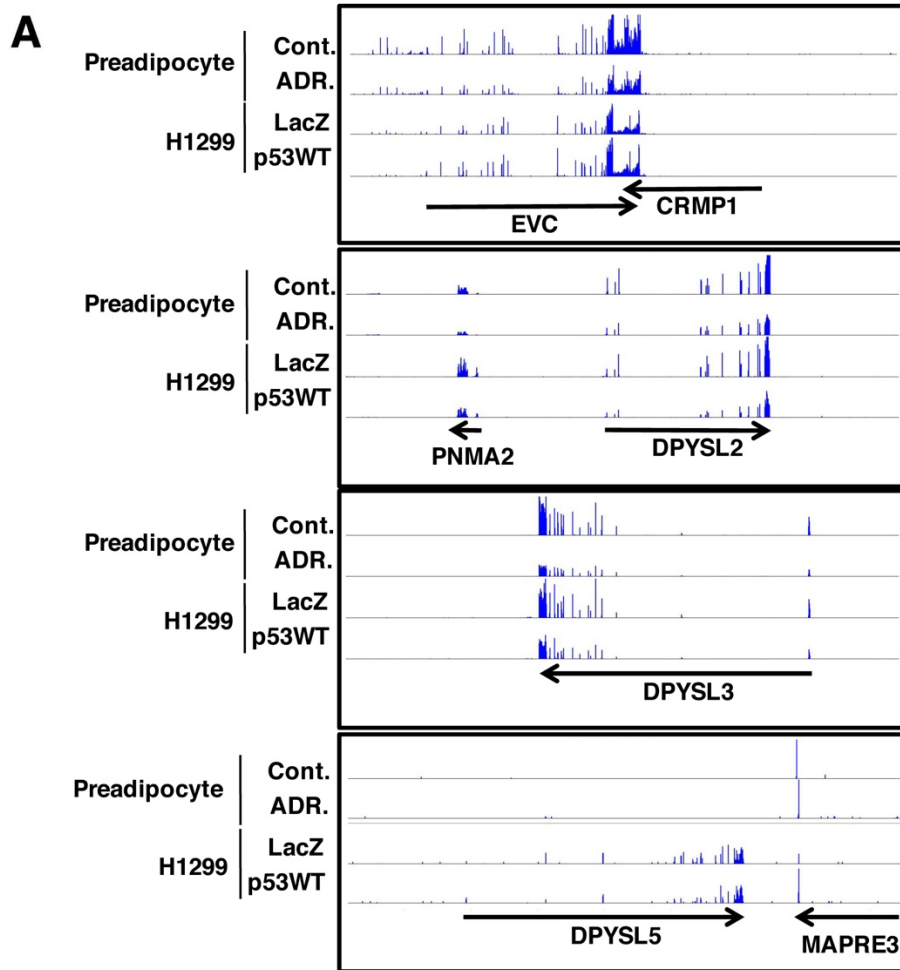 A
Preadipocyte
Cont.
ADR.
H1299
LacZ
p53WT
CRMP1
EVC
Preadipocyte
Cont.
ADR.
H1299
LacZ
p53WT
PNMA2
DPYSL2
Preadipocyte
Cont.
ADR.
H1299
LacZ
p53WT
DPYSL3
Preadipocyte
Cont.
ADR.
H1299
LacZ
p53WT
DPYSL5
MAPRE3